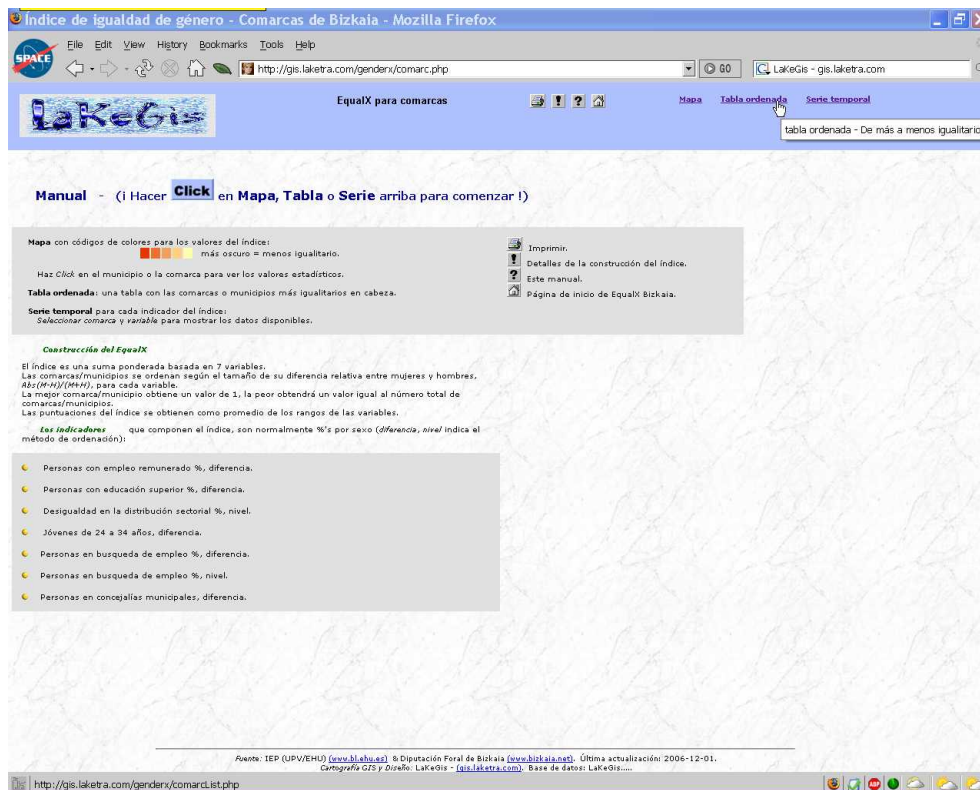 Índice de igualdad de género - Comarcas de Bizkaia - Mozilla Firefox
SPACE
File Edit View History Bookmarks Tools Help
http://gis.laketra.com/genderx/comarc.php
GO
LaKeGis - gis.laketra.com
LaKeGis
EqualX para comarcas
Mapa Tabla ordenada Serie temporal
tabla ordenada - De más a menos igualitario
Manual - (¡ Hacer Click en Mapa, Tabla o Serie arriba para comenzar !)
Mapa con códigos de colores para los valores del índice:
más oscuro = menos igualitario.
Haz Click en el municipio o la comarca para ver los valores estadísticos.
Tabla ordenada: una tabla con las comarcas o municipios más igualitarios en cabeza.
Serie temporal para cada indicador del índice:
Seleccionar comarca y variable para mostrar los datos disponibles.
Imprimir.
Detalles de la construcción del índice.
Este manual.
Página de inicio de EqualX Bizkaia.
Construcción del EqualX
El índice es una suma ponderada basada en 7 variables.
Las comarcas/municipios se ordenan según el tamaño de su diferencia relativa entre mujeres y hombres,
Abs(M-H)/(M+H), para cada variable.
La mejor comarca/municipio obtiene un valor de 1, la peor obtendrá un valor igual al número total de
comarcas/municipios.
Las puntuaciones del índice se obtienen como promedio de los rangos de las variables.
Los indicadores que componen el índice, son normalmente %'s por sexo (diferencia, nivel indica el
método de ordenación):
Personas con empleo remunerado %, diferencia.
Personas con educación superior %, diferencia.
Desigualdad en la distribución sectorial %, nivel.
Jóvenes de 24 a 34 años, diferencia.
Personas en busqueda de empleo %, diferencia.
Personas en busqueda de empleo %, nivel.
Personas en concejalías municipales, diferencia.
Fuente: IEP (UPV/EHU) (www.bl.ehu.es) & Diputación Foral de Bizkaia (www.bizkaia.net). Última actualización: 2006-12-01.
Cartografía GIS y Diseño: LaKeGis - (gis.laketra.com). Base de datos: LaKeGis.....
http://gis.laketra.com/genderx/comarcList.php
ABP